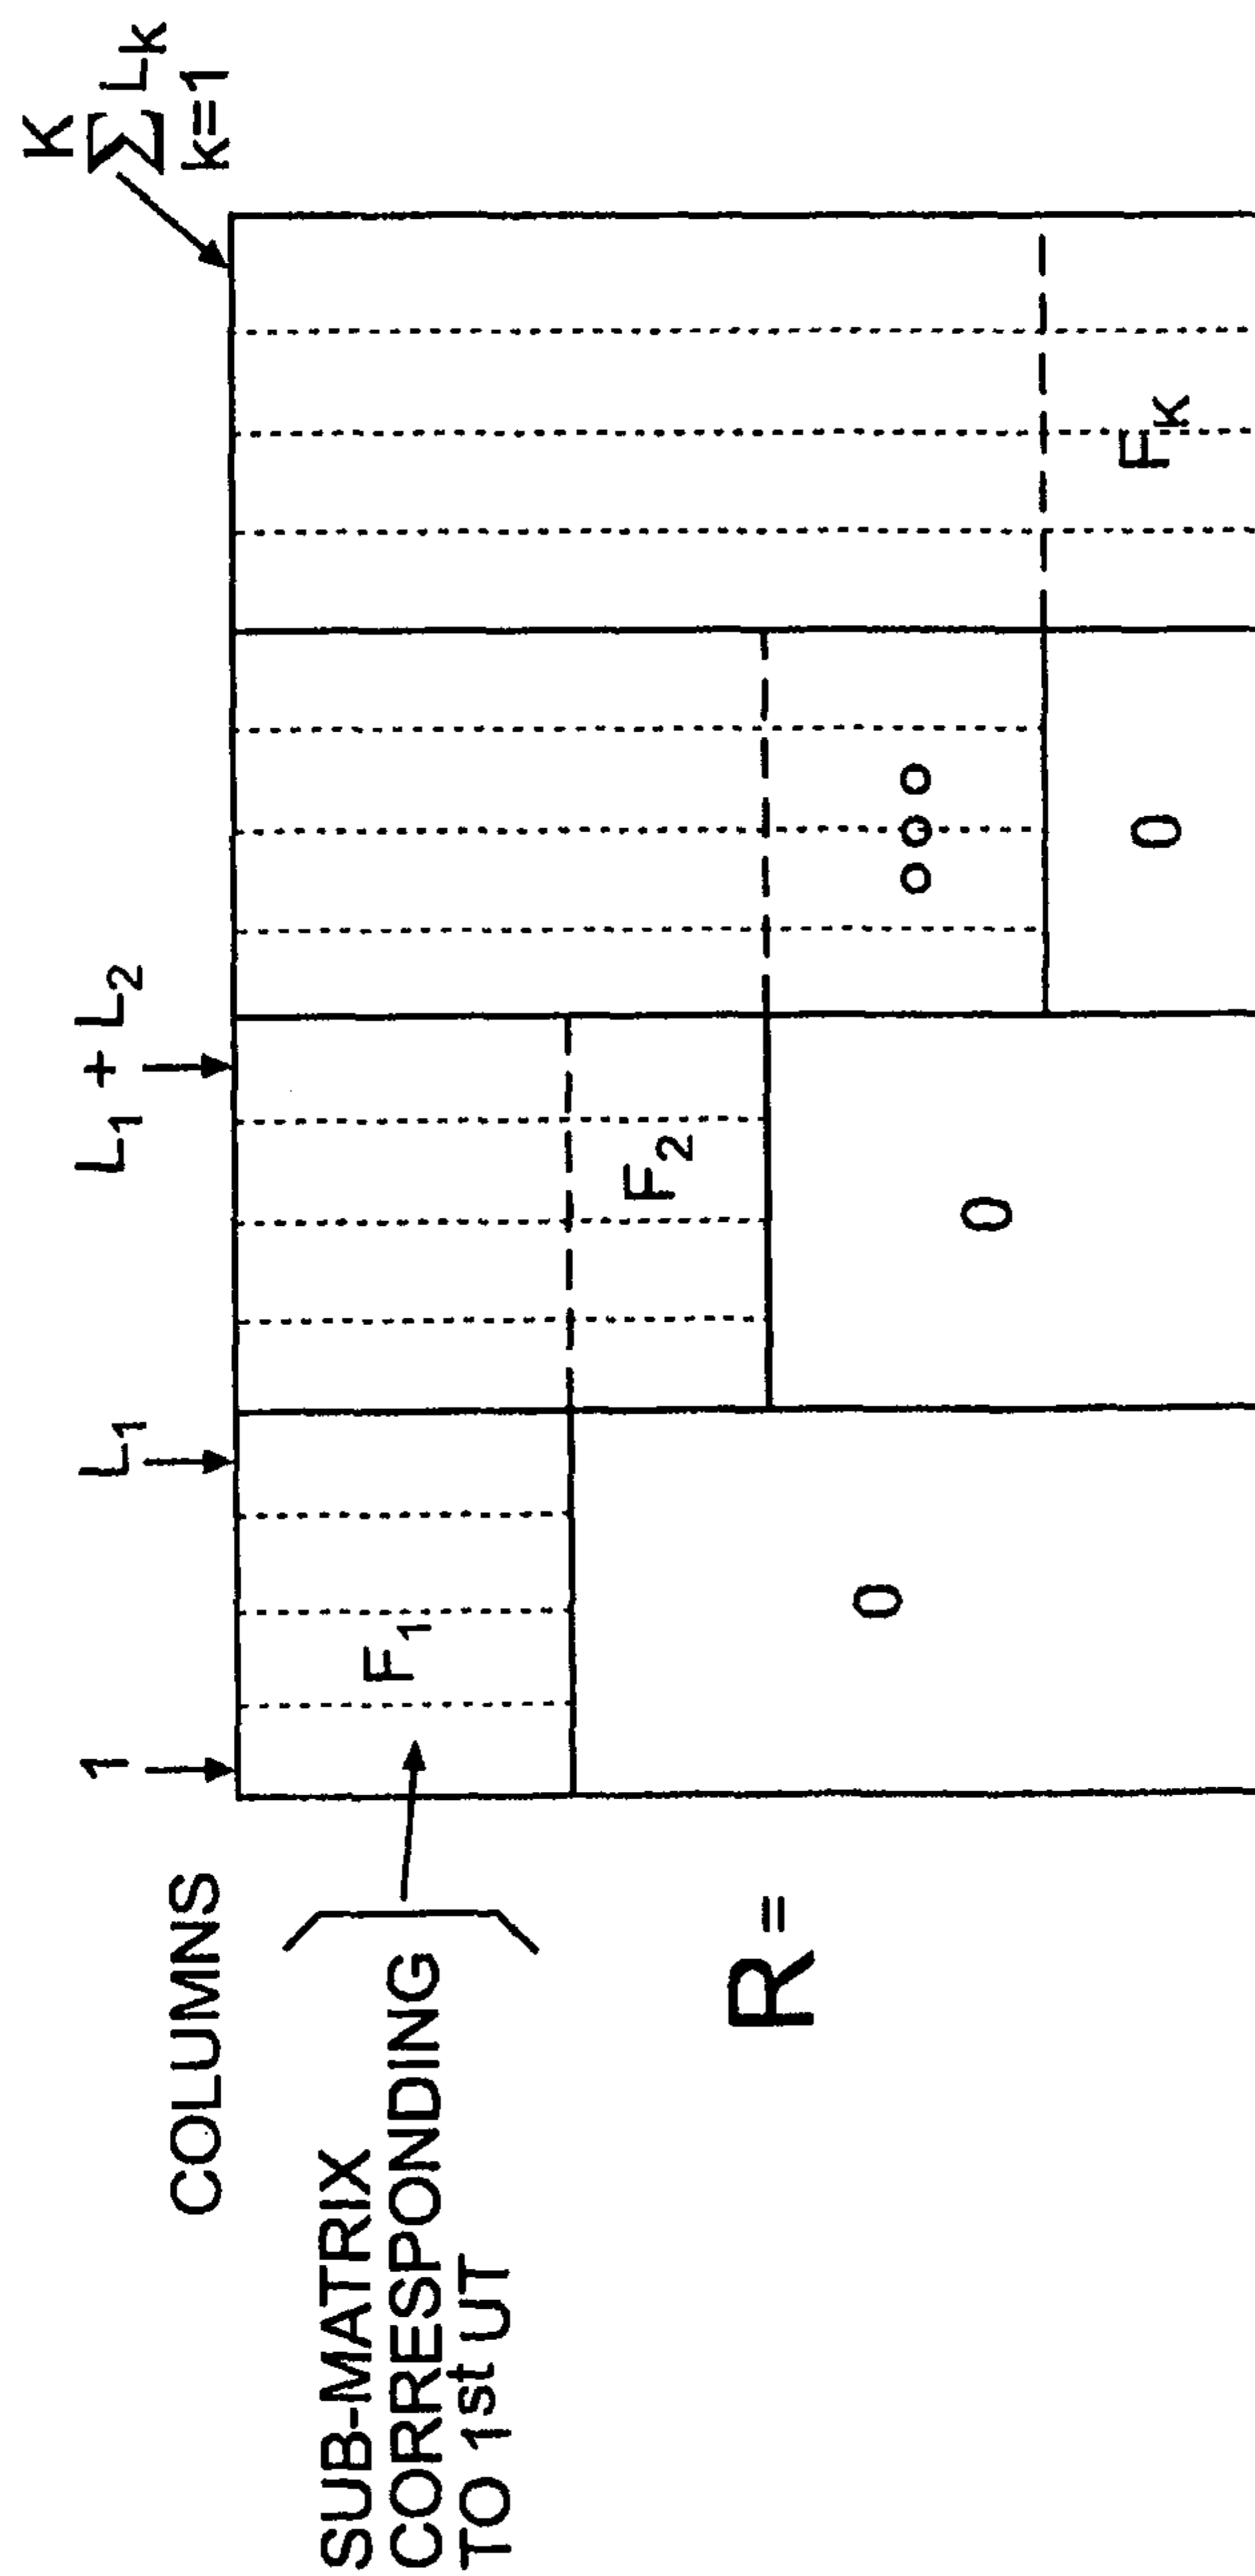 K
∑ Lk
k=1
1
L1
L1 + L2
COLUMNS
SUB-MATRIX
CORRESPONDING
TO 1st UT
F1
F2
FK
R =
0
0
0